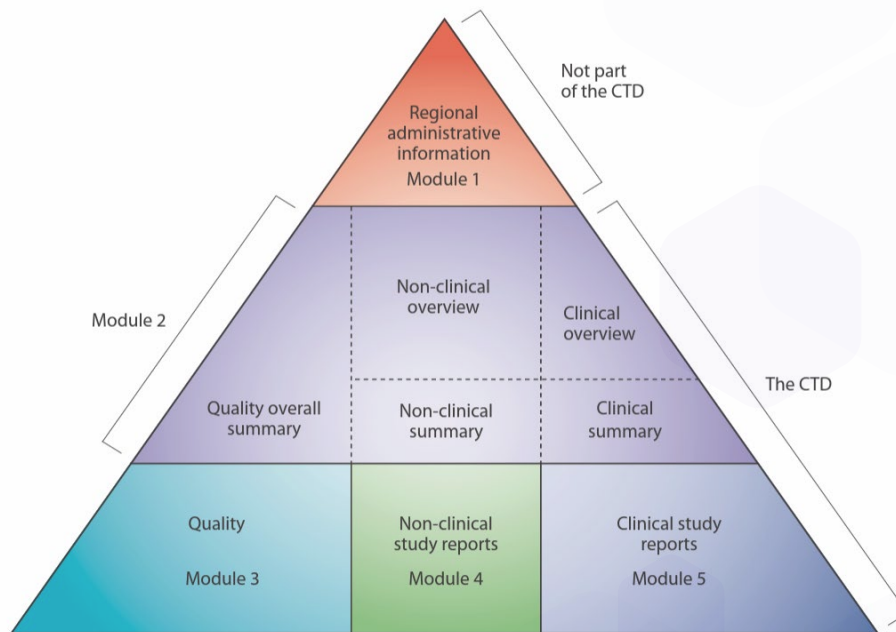 Not part
of the CTD
Regional
administrative
information
Module 1
Module 2
Non-clinical
overview
Clinical
overview
The CTD
Quality overall
summary
Non-clinical
summary
Clinical
summary
Quality
Module 3
Non-clinical
study reports
Module 4
Clinical study
reports
Module 5